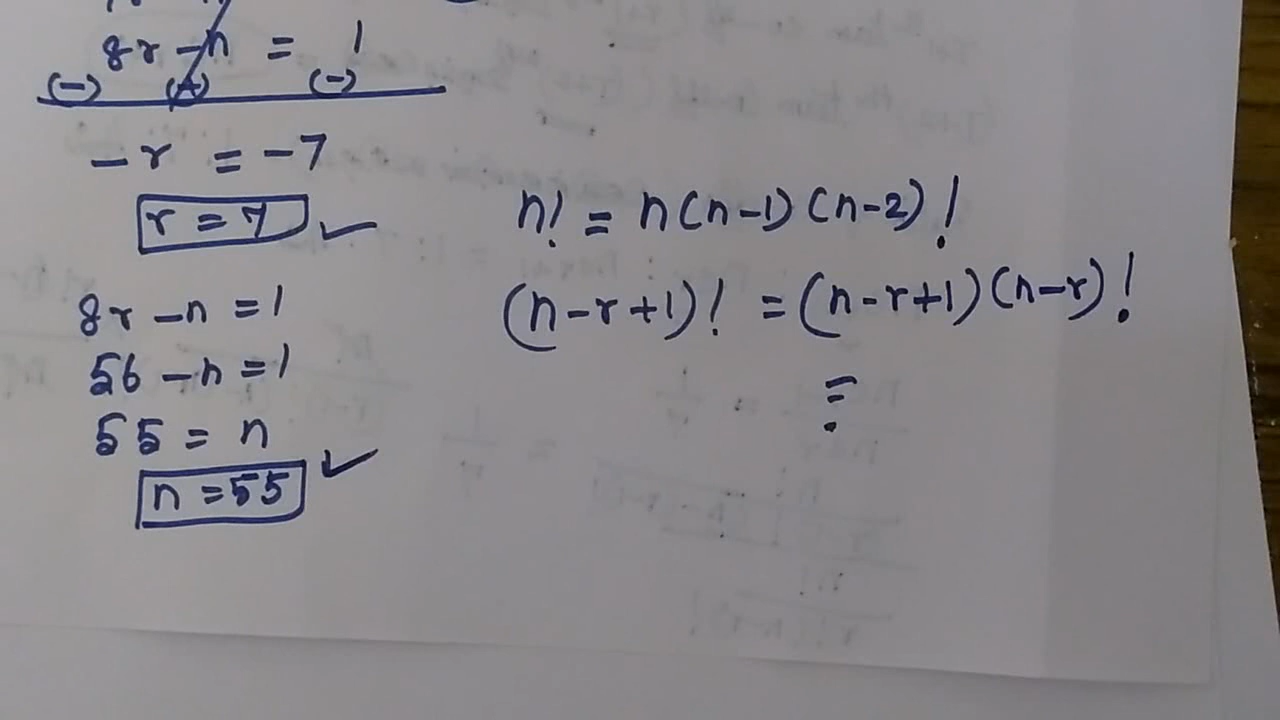 8r - n = 1
(-) (+) (-)
- r = - 7
r = 7 ✓
8r - n = 1
56 - n = 1
55 = n
n = 55 ✓
n! = n(n-1)(n-2)!
(n-r+1)! = (n-r+1)(n-r)!
=